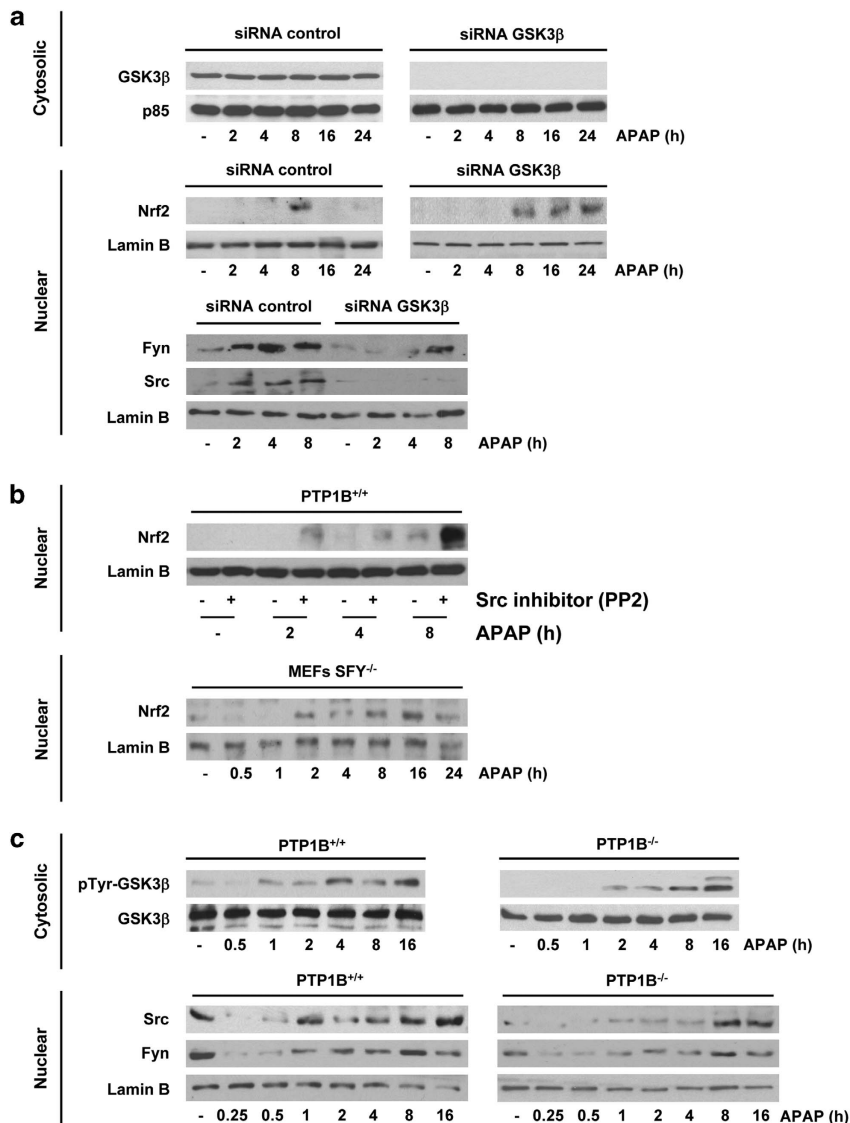 a
siRNA control siRNA GSK3β
Cytosolic
GSK3β
p85
- 2 4 8 16 24 - 2 4 8 16 24 APAP (h)
siRNA control siRNA GSK3β
Nuclear
Nrf2
Lamin B
- 2 4 8 16 24 - 2 4 8 16 24 APAP (h)
siRNA control siRNA GSK3β
Fyn
Src
Lamin B
- 2 4 8 - 2 4 8 APAP (h)
b
PTP1B+/+
Nuclear
Nrf2
Lamin B
- + - + - + - + Src inhibitor (PP2)
- 2 4 8 APAP (h)
MEFs SFY-/-
Nuclear
Nrf2
Lamin B
- 0.5 1 2 4 8 16 24 APAP (h)
c
PTP1B+/+ PTP1B-/-
Cytosolic
pTyr-GSK3β
GSK3β
- 0.5 1 2 4 8 16 - 0.5 1 2 4 8 16 APAP (h)
PTP1B+/+ PTP1B-/-
Nuclear
Src
Fyn
Lamin B
- 0.25 0.5 1 2 4 8 16 - 0.25 0.5 1 2 4 8 16 APAP (h)